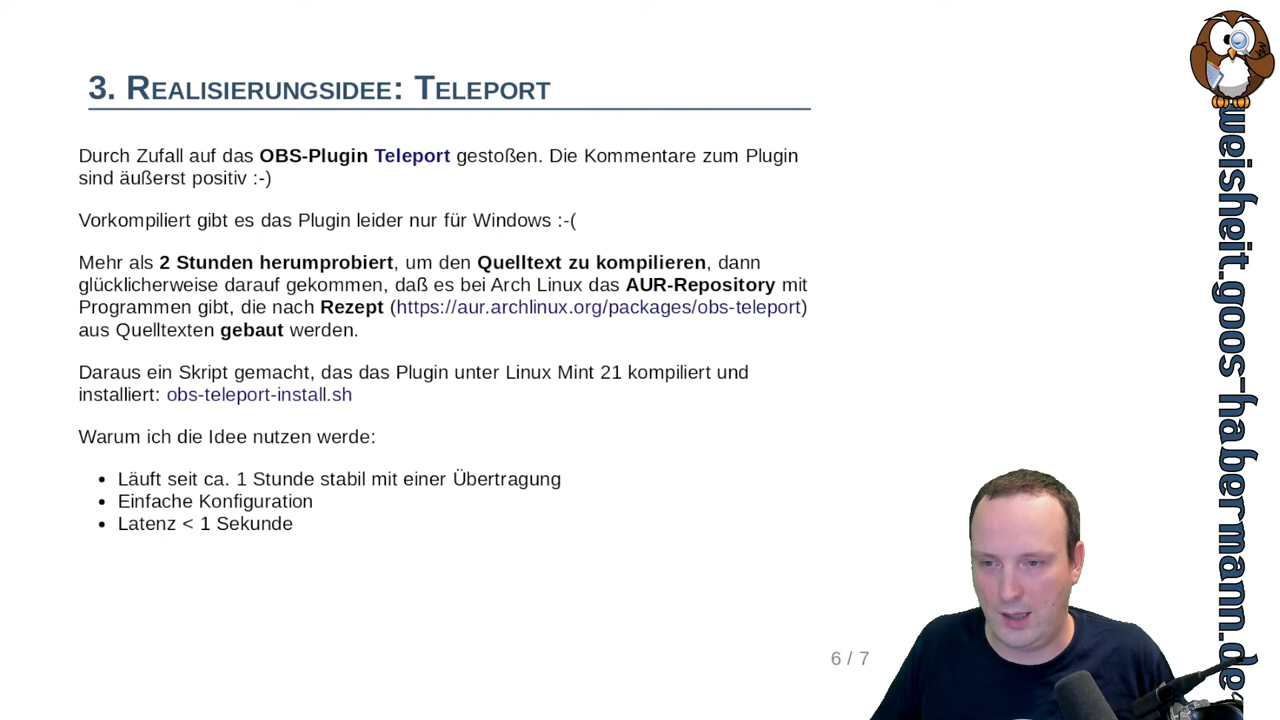 3. REALISIERUNGSIDEE: TELEPORT
Durch Zufall auf das OBS-Plugin Teleport gestoßen. Die Kommentare zum Plugin
sind äußerst positiv :-)
Vorkompiliert gibt es das Plugin leider nur für Windows :-(
Mehr als 2 Stunden herumprobiert, um den Quelltext zu kompilieren, dann
glücklicherweise darauf gekommen, daß es bei Arch Linux das AUR-Repository mit
Programmen gibt, die nach Rezept (https://aur.archlinux.org/packages/obs-teleport)
aus Quelltexten gebaut werden.
Daraus ein Skript gemacht, das das Plugin unter Linux Mint 21 kompiliert und
installiert: obs-teleport-install.sh
Warum ich die Idee nutzen werde:
• Läuft seit ca. 1 Stunde stabil mit einer Übertragung
• Einfache Konfiguration
• Latenz < 1 Sekunde
6 / 7
weisheit.goos-habermann.de